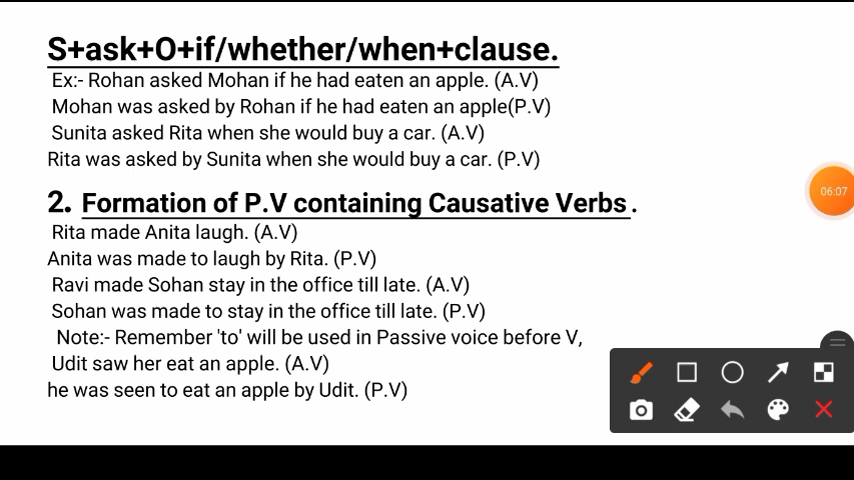 S+ask+O+if/whether/when+clause.
Ex:- Rohan asked Mohan if he had eaten an apple. (A.V)
Mohan was asked by Rohan if he had eaten an apple(P.V)
Sunita asked Rita when she would buy a car. (A.V)
Rita was asked by Sunita when she would buy a car. (P.V)
06:07
2. Formation of P.V containing Causative Verbs.
Rita made Anita laugh. (A.V)
Anita was made to laugh by Rita. (P.V)
Ravi made Sohan stay in the office till late. (A.V)
Sohan was made to stay in the office till late. (P.V)
Note:- Remember 'to' will be used in Passive voice before V,
Udit saw her eat an apple. (A.V)
he was seen to eat an apple by Udit. (P.V)